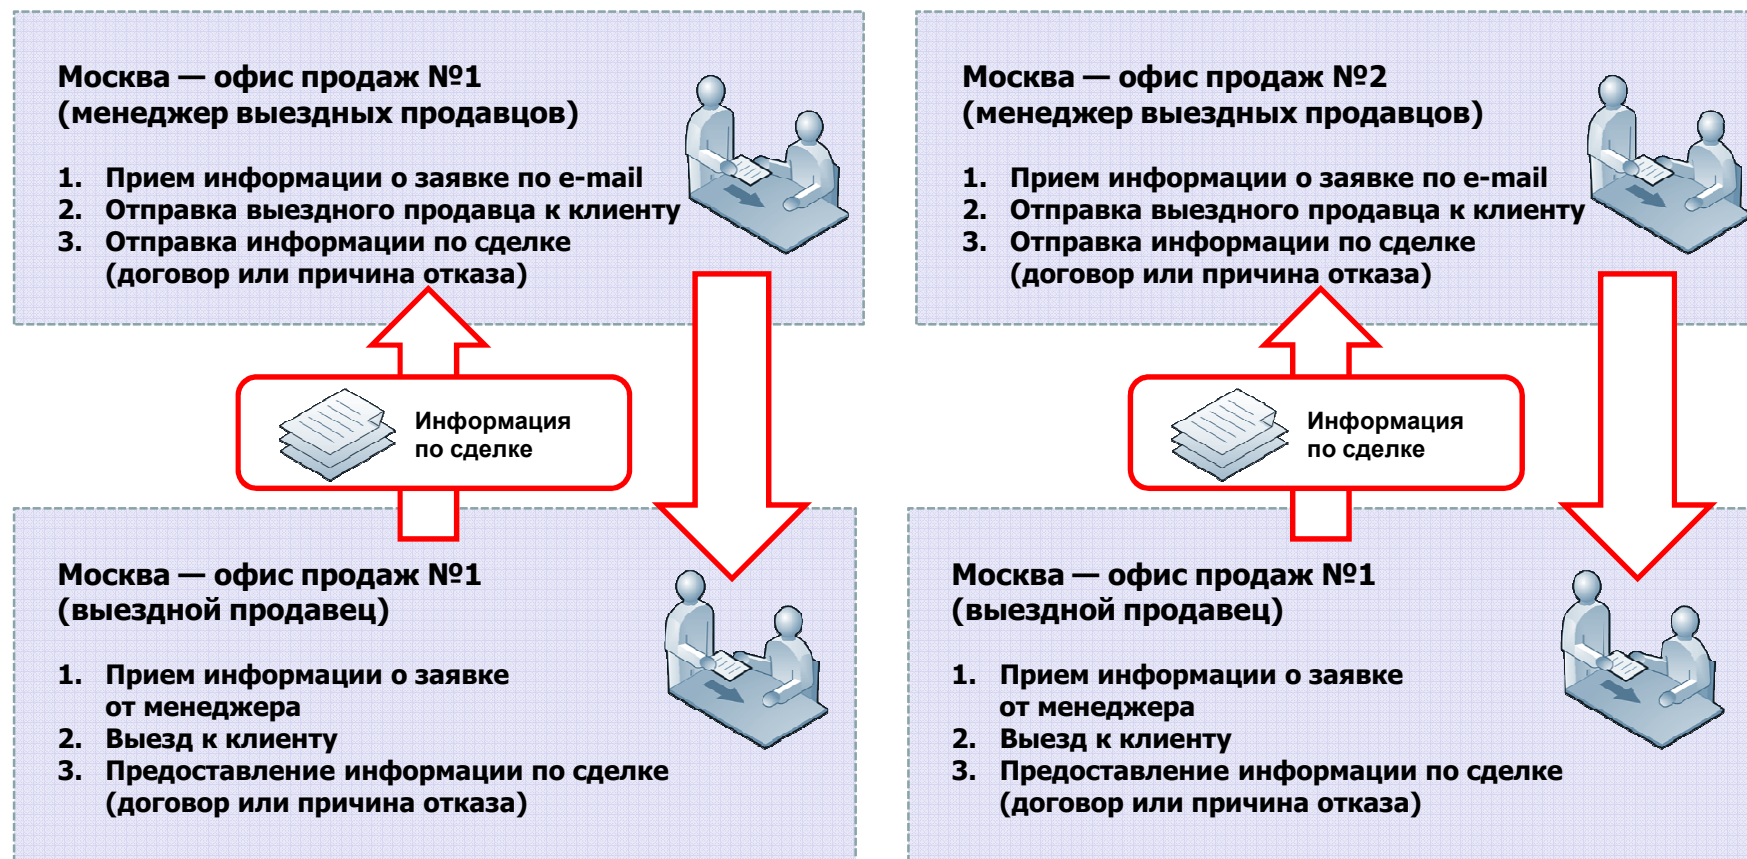 Москва — офис продаж №1
(менеджер выездных продавцов)
1. Прием информации о заявке по e-mail
2. Отправка выездного продавца к клиенту
3. Отправка информации по сделке
(договор или причина отказа)
Москва — офис продаж №2
(менеджер выездных продавцов)
1. Прием информации о заявке по e-mail
2. Отправка выездного продавца к клиенту
3. Отправка информации по сделке
(договор или причина отказа)
Информация
по сделке
Информация
по сделке
Москва — офис продаж №1
(выездной продавец)
1. Прием информации о заявке
от менеджера
2. Выезд к клиенту
3. Предоставление информации по сделке
(договор или причина отказа)
Москва — офис продаж №1
(выездной продавец)
1. Прием информации о заявке
от менеджера
2. Выезд к клиенту
3. Предоставление информации по сделке
(договор или причина отказа)